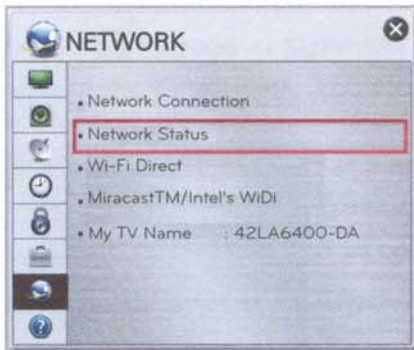 NETWORK
• Network Connection
• Network Status
• Wi-Fi Direct
• MiracastTM/Intel's WiDi
• My TV Name : 42LA6400-DA